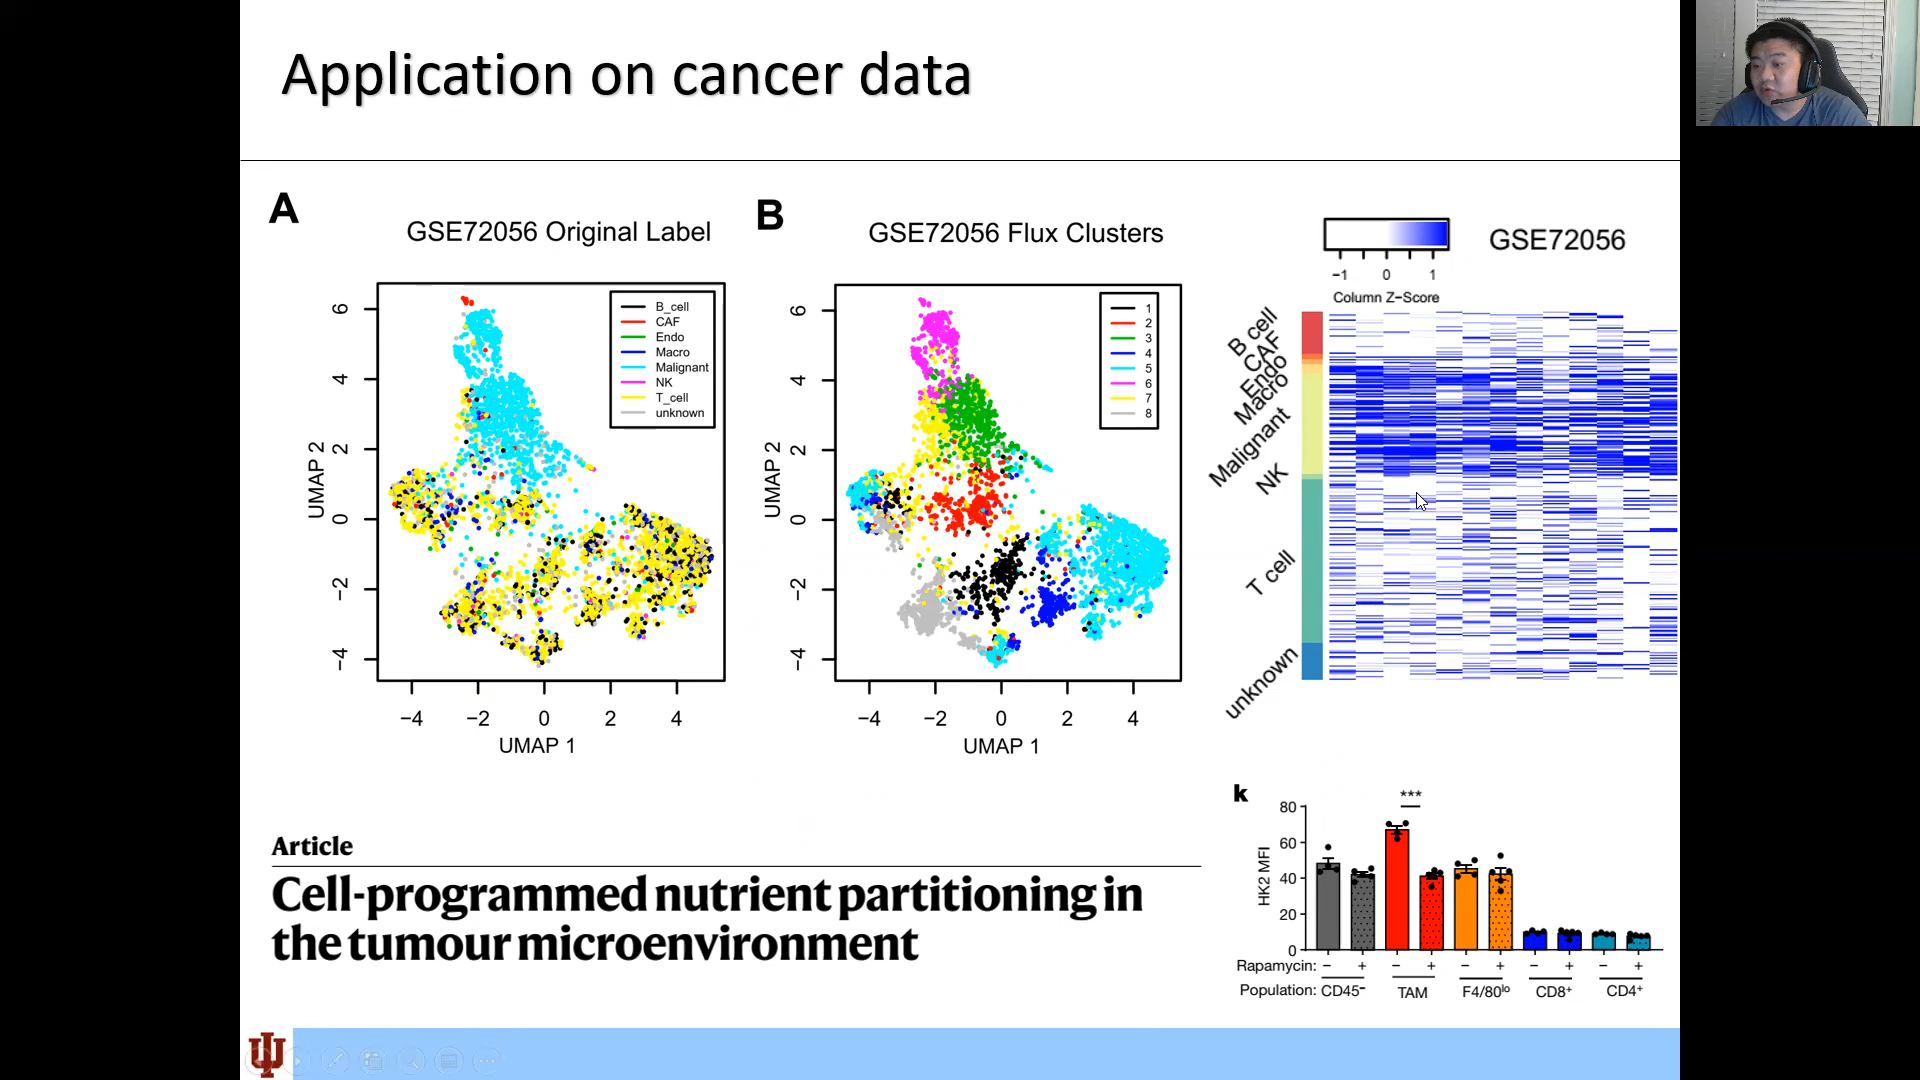 Application on cancer data
A
GSE72056 Original Label
UMAP 2
6
4
2
0
−2
−4
B_cell
CAF
Endo
Macro
Malignant
NK
T_cell
unknown
−4 −2 0 2 4
UMAP 1
B
GSE72056 Flux Clusters
UMAP 2
6
4
2
0
−2
−4
1
2
3
4
5
6
7
8
−4 −2 0 2 4
UMAP 1
GSE72056
−1 0 1
Column Z−Score
B cell
CAF
Endo
Macro
Malignant
NK
T cell
unknown
Article
Cell-programmed nutrient partitioning in
the tumour microenvironment
k
***
HK2 MFI
80
60
40
20
0
Rapamycin: − + − + − + − + − +
Population: CD45− TAM F4/80lo CD8+ CD4+